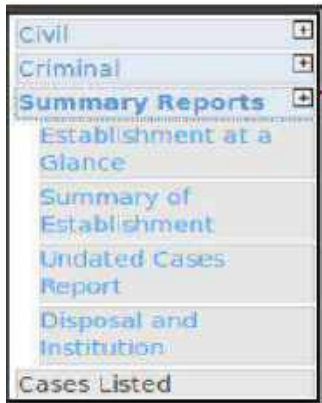 Civil
Criminal
Summary Reports
Establishment at a
Glance
Summary of
Establishment
Undated Cases
Report
Disposal and
Institution
Cases Listed